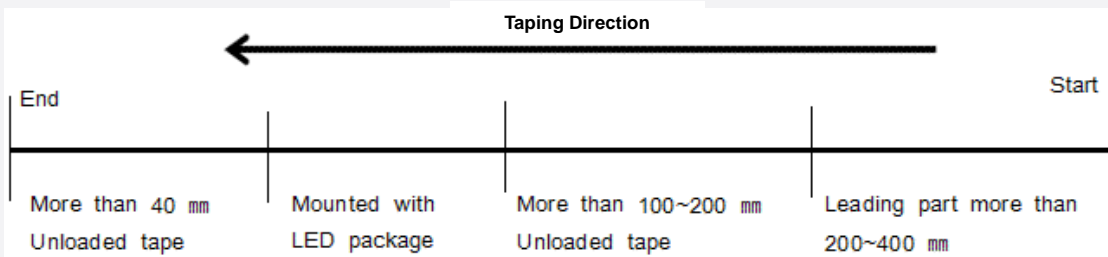 Taping Direction
End
Start
More than 40 ㎜
Unloaded tape
Mounted with
LED package
More than 100~200 ㎜
Unloaded tape
Leading part more than
200~400 ㎜